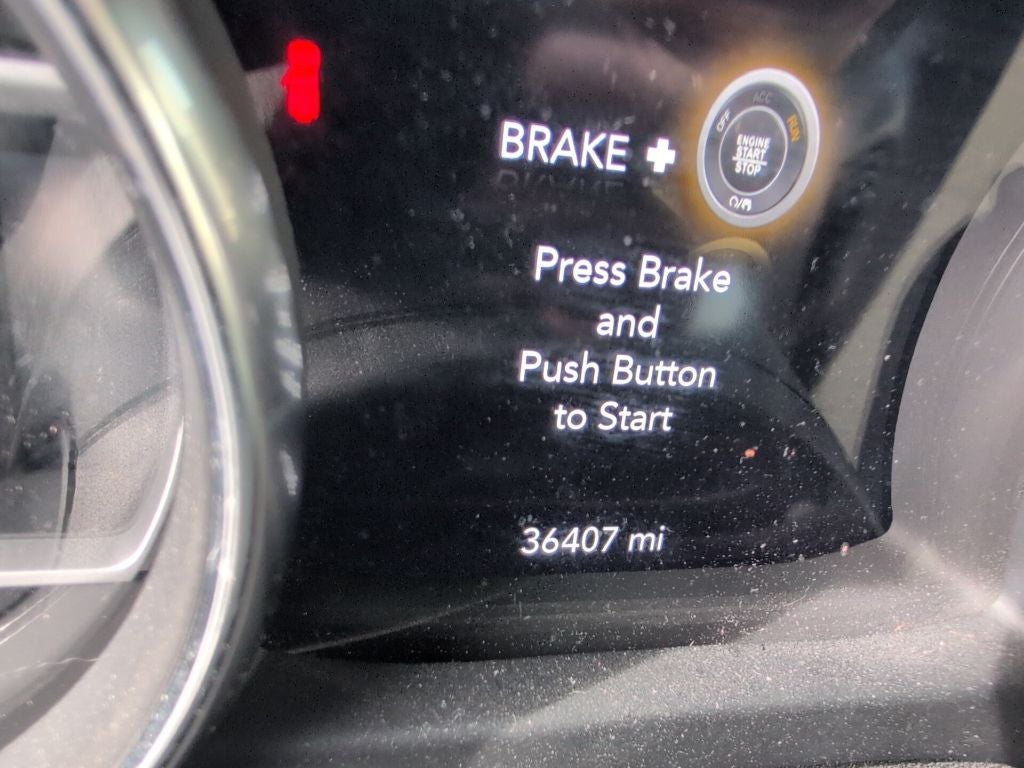 BRAKE +
OFF ACC RUN
ENGINE
START
STOP
Press Brake
and
Push Button
to Start
36407 mi